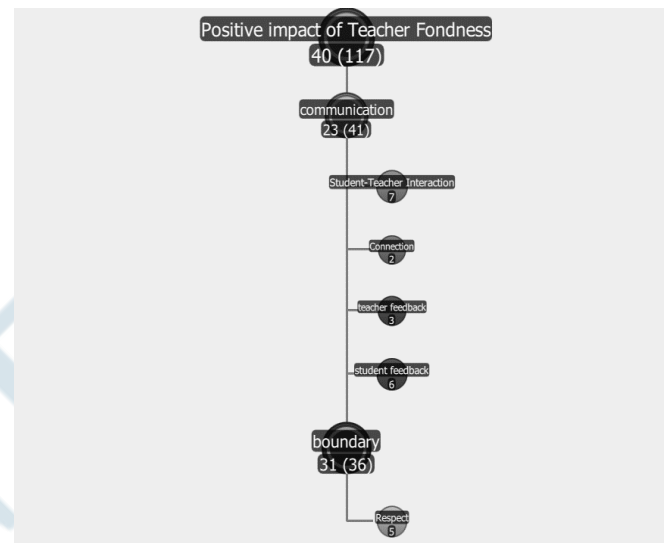 Positive impact of Teacher Fondness
40 (117)
communication
23 (41)
Student-Teacher Interaction
7
Connection
2
teacher feedback
3
student feedback
6
boundary
31 (36)
Respect
5